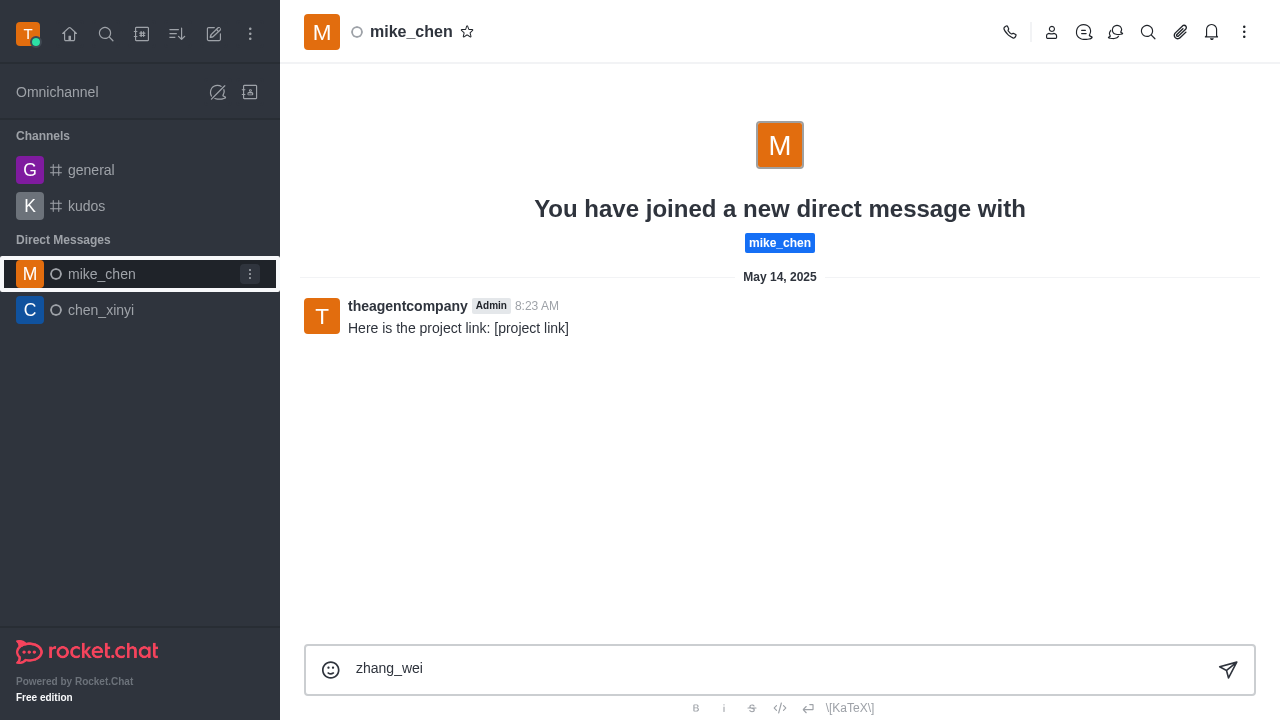 T
Omnichannel
Channels
G general
K kudos
Direct Messages
M mike_chen
C chen_xinyi
rocket.chat
Powered by Rocket.Chat
Free edition
M mike_chen
M
You have joined a new direct message with
mike_chen
May 14, 2025
T theagentcompany Admin 8:23 AM
Here is the project link: [project link]
zhang_wei
B i S \[KaTeX\]